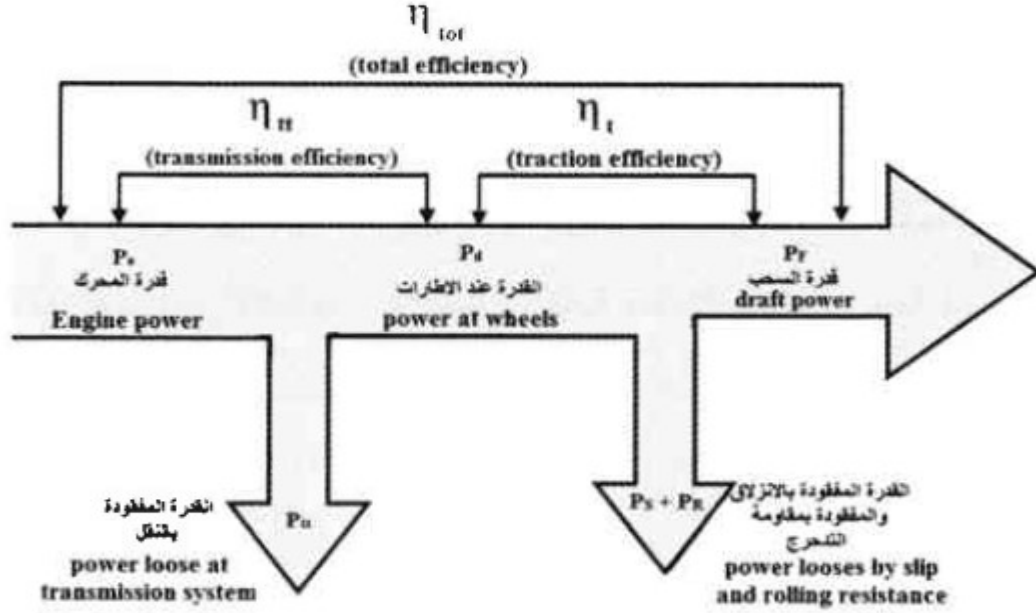 η tot
(total efficiency)
η tr
(transmission efficiency)
η t
(traction efficiency)
Pe
قدرة المحرك
Engine power
Pd
القدرة عند الاطارات
power at wheels
PF
قدرة السحب
draft power
القدرة المفقودة
بالنقل
power loose at
transmission system
Ptr
PS + PR
القدرة المفقودة بالانزلاق
والمفقودة بمقاومة
التدحرج
power looses by slip
and rolling resistance